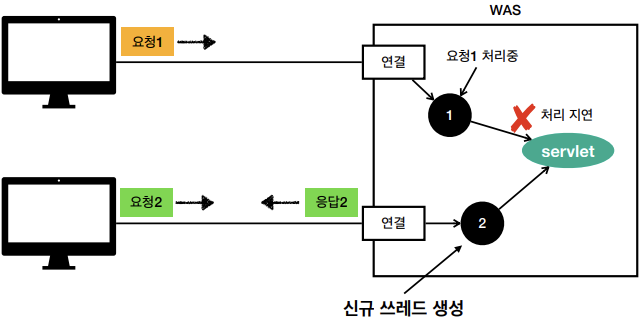 WAS
요청1
연결
요청1 처리중
1
처리 지연
servlet
요청2
응답2
연결
2
신규 쓰레드 생성